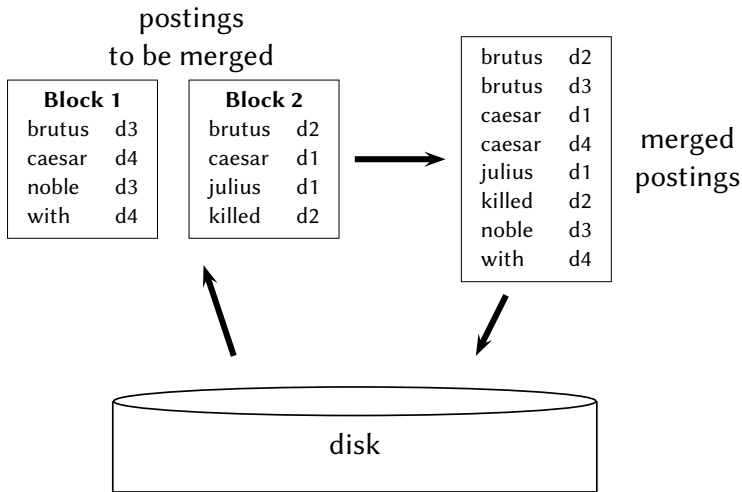 postings
to be merged
Block 1
brutus d3
caesar d4
noble d3
with d4
Block 2
brutus d2
caesar d1
julius d1
killed d2
brutus d2
brutus d3
caesar d1
caesar d4
julius d1
killed d2
noble d3
with d4
merged
postings
disk